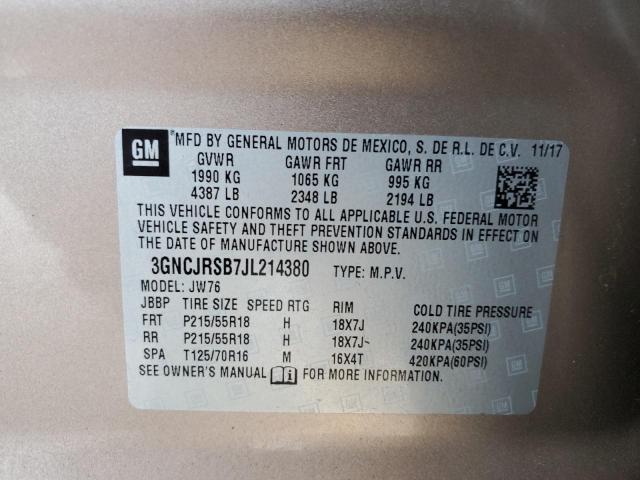 GM ®MFD BY GENERAL MOTORS DE MEXICO, S. DE R.L. DE C.V. 11/17
GVWR GAWR FRT GAWR RR
1990 KG 1065 KG 995 KG
4387 LB 2348 LB 2194 LB
THIS VEHICLE CONFORMS TO ALL APPLICABLE U.S. FEDERAL MOTOR
VEHICLE SAFETY AND THEFT PREVENTION STANDARDS IN EFFECT ON
THE DATE OF MANUFACTURE SHOWN ABOVE.
3GNCJRSB7JL214380 TYPE: M.P.V.
MODEL: JW76
JBBP TIRE SIZE SPEED RTG RIM COLD TIRE PRESSURE
FRT P215/55R18 H 18X7J 240KPA(35PSI)
RR P215/55R18 H 18X7J 240KPA(35PSI)
SPA T125/70R16 M 16X4T 420KPA(60PSI)
SEE OWNER'S MANUAL FOR MORE INFORMATION.